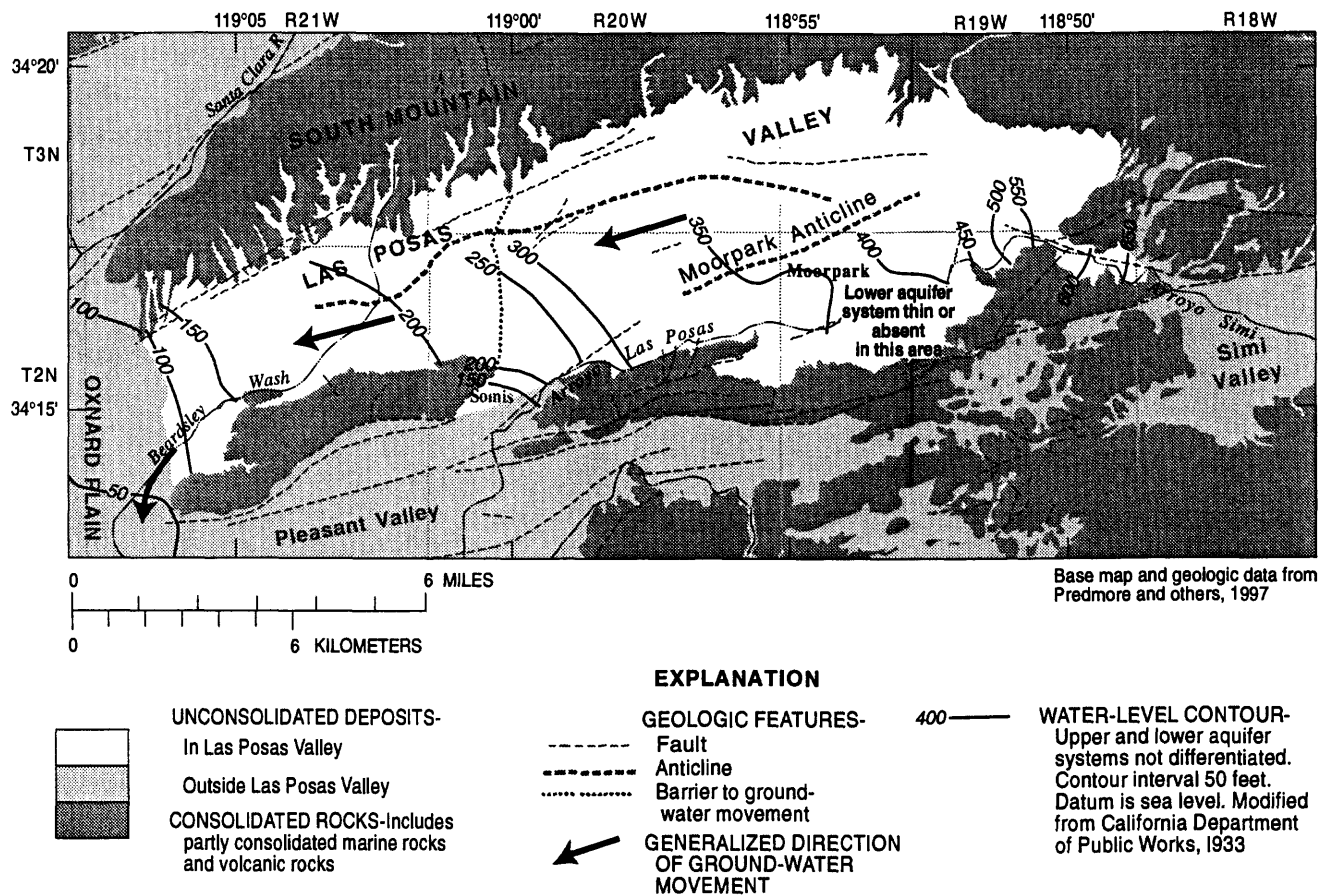 119°05' R21W 119°00' R20W 118°55' R19W 118°50' R18W
34°20'
T3N
T2N
34°15'
Santa Clara R
SOUTH MOUNTAIN
VALLEY
LAS POSAS
Moorpark Anticline
Moorpark
Lower aquifer
system thin or
absent
in this area
100
150
100
200
250
300
350
400
450
500
550
600
200
150
50
Somis
Arroyo Las Posas
Arroyo Simi
Simi
Valley
Beardsley Wash
OXNARD PLAIN
Pleasant Valley
0 6 MILES
0 6 KILOMETERS
Base map and geologic data from
Predmore and others, 1997
EXPLANATION
UNCONSOLIDATED DEPOSITS-
In Las Posas Valley
Outside Las Posas Valley
CONSOLIDATED ROCKS-Includes
partly consolidated marine rocks
and volcanic rocks
GEOLOGIC FEATURES-
Fault
Anticline
Barrier to ground-
water movement
GENERALIZED DIRECTION
OF GROUND-WATER
MOVEMENT
400 WATER-LEVEL CONTOUR-
Upper and lower aquifer
systems not differentiated.
Contour interval 50 feet.
Datum is sea level. Modified
from California Department
of Public Works, 1933